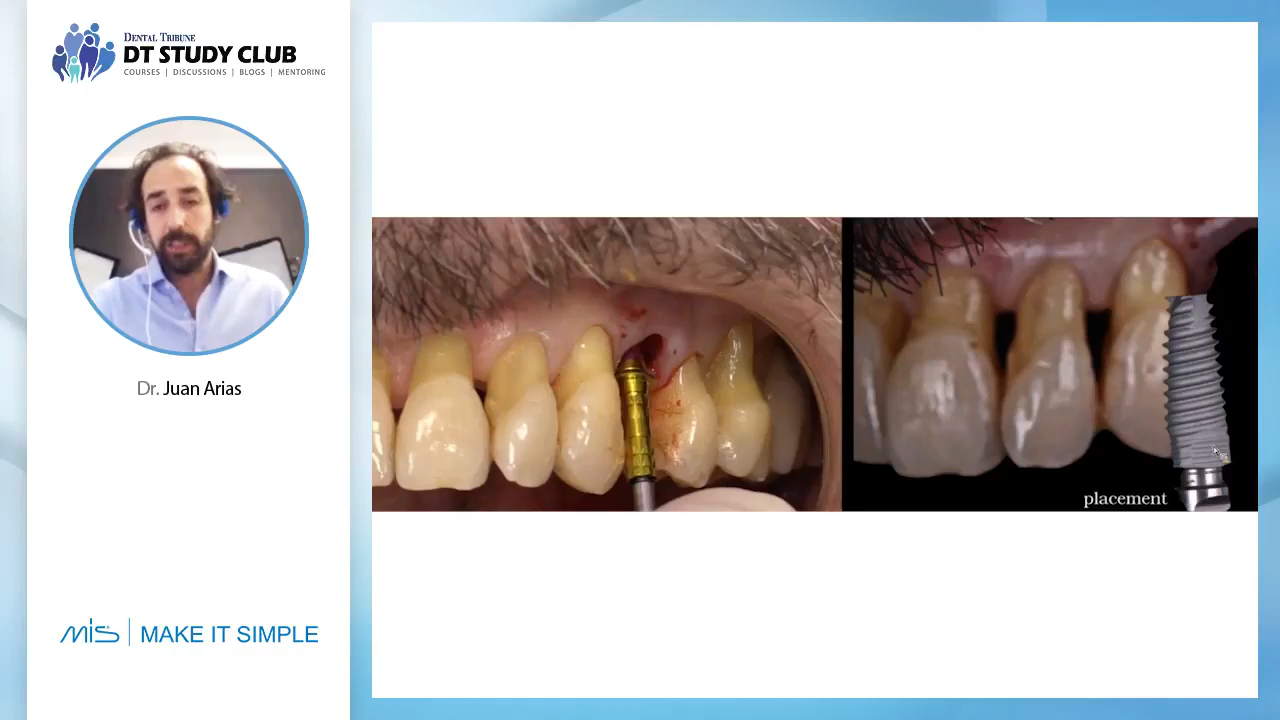 DENTAL TRIBUNE
DT STUDY CLUB
COURSES | DISCUSSIONS | BLOGS | MENTORING
Dr. Juan Arias
mis | MAKE IT SIMPLE
placement